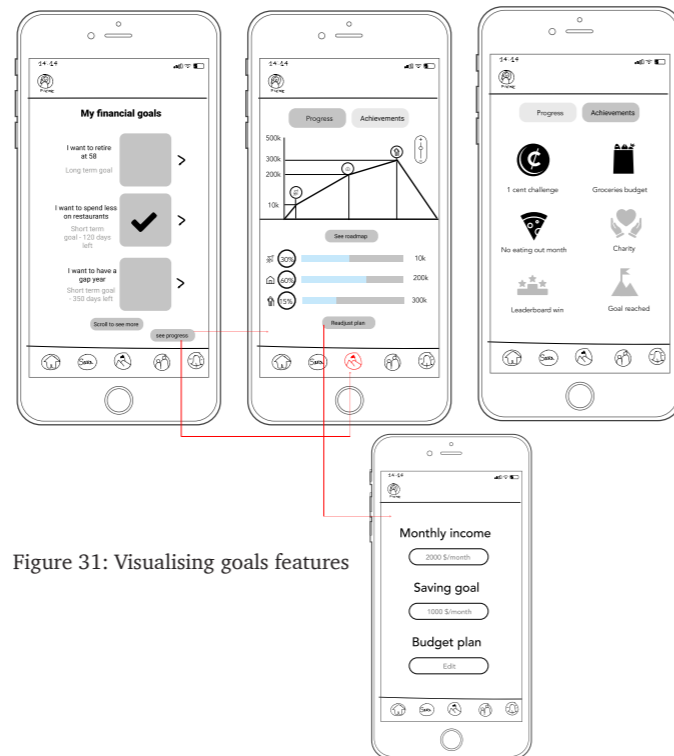 14:14
My financial goals
I want to retire
at 58
Long term goal
I want to spend less
on restaurants
Short term
goal - 120 days
left
I want to have a
gap year
Short term goal
- 350 days left
Scroll to see more
see progress
14:14
Progress
Achievements
500k
300k
200k
10k
See roadmap
30%
10k
60%
200k
15%
300k
Readjust plan
14:14
Progress
Achievements
1 cent challenge
Groceries budget
No eating out month
Charity
Leaderboard win
Goal reached
14:14
Monthly income
2000 $/month
Saving goal
1000 $/month
Budget plan
Edit
Figure 31: Visualising goals features